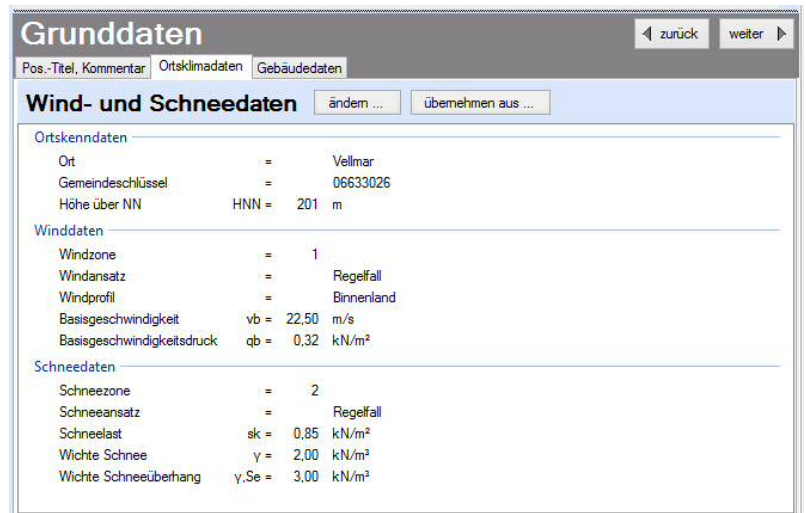 Grunddaten
zurück weiter
Pos.-Titel, Kommentar Ortsklimadaten Gebäudedaten
Wind- und Schneedaten ändern ... übernehmen aus ...
Ortskenndaten
Ort = Vellmar
Gemeindeschlüssel = 06633026
Höhe über NN HNN = 201 m
Winddaten
Windzone = 1
Windansatz = Regelfall
Windprofil = Binnenland
Basisgeschwindigkeit vb = 22,50 m/s
Basisgeschwindigkeitsdruck qb = 0,32 kN/m²
Schneedaten
Schneezone = 2
Schneeansatz = Regelfall
Schneelast sk = 0,85 kN/m²
Wichte Schnee γ = 2,00 kN/m³
Wichte Schneeüberhang γ,Se = 3,00 kN/m³